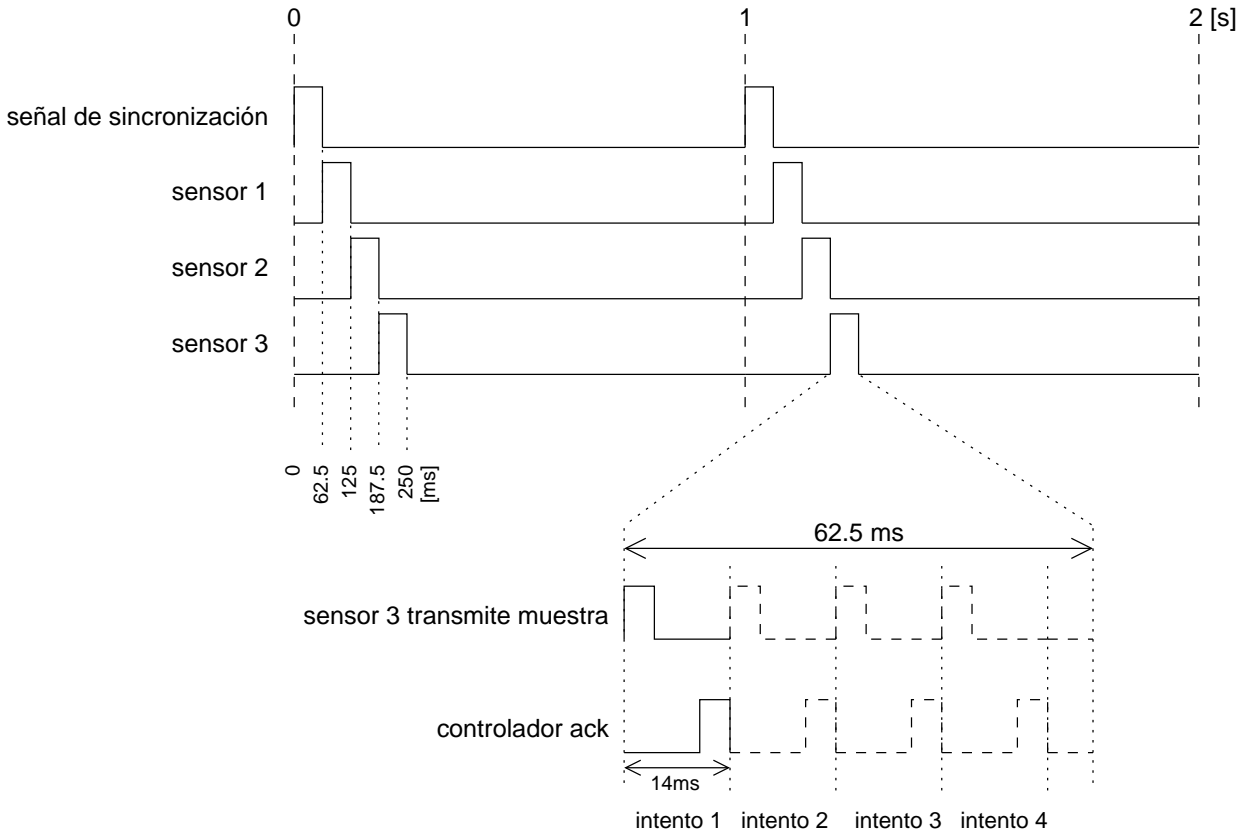 0 1 2 [s]
señal de sincronización
sensor 1
sensor 2
sensor 3
0
62.5
125
187.5
250
[ms]
62.5 ms
sensor 3 transmite muestra
controlador ack
14ms
intento 1 intento 2 intento 3 intento 4